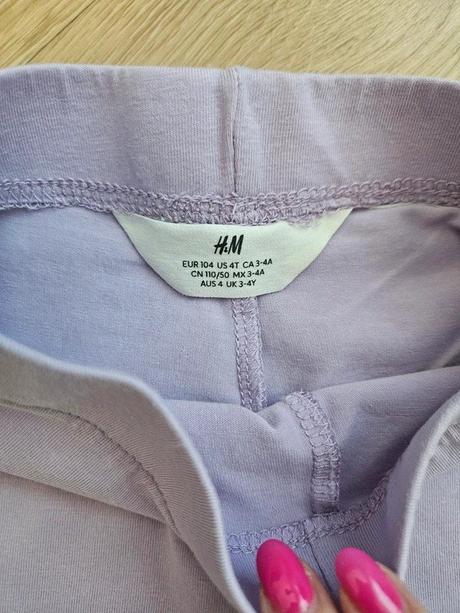 H&M
EUR 104 US 4T CA 3-4A
CN 110/50 MX 3-4A
AUS 4 UK 3-4Y